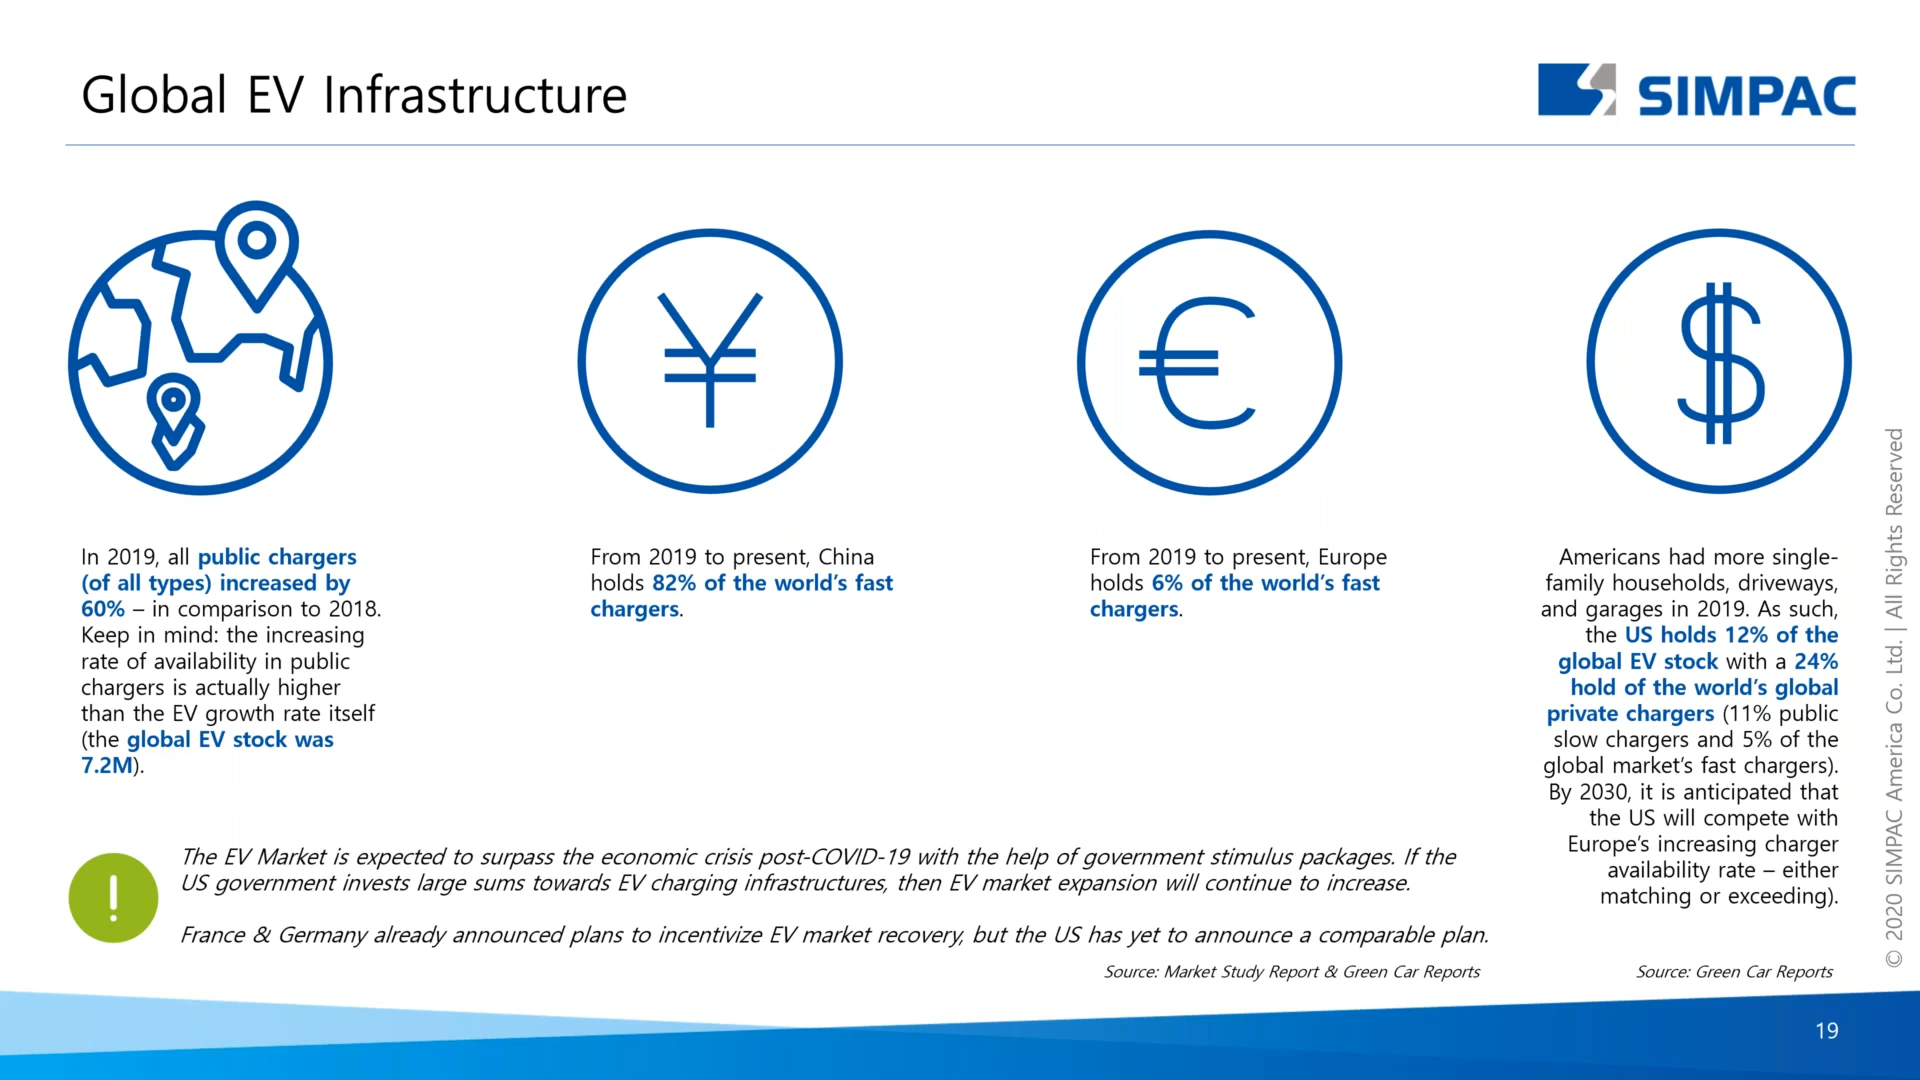 Global EV Infrastructure
SIMPAC
In 2019, all public chargers
(of all types) increased by
60% – in comparison to 2018.
Keep in mind: the increasing
rate of availability in public
chargers is actually higher
than the EV growth rate itself
(the global EV stock was
7.2M).
From 2019 to present, China
holds 82% of the world’s fast
chargers.
From 2019 to present, Europe
holds 6% of the world’s fast
chargers.
Americans had more single-
family households, driveways,
and garages in 2019. As such,
the US holds 12% of the
global EV stock with a 24%
hold of the world’s global
private chargers (11% public
slow chargers and 5% of the
global market’s fast chargers).
By 2030, it is anticipated that
the US will compete with
Europe’s increasing charger
availability rate – either
matching or exceeding).
The EV Market is expected to surpass the economic crisis post-COVID-19 with the help of government stimulus packages. If the
US government invests large sums towards EV charging infrastructures, then EV market expansion will continue to increase.
France & Germany already announced plans to incentivize EV market recovery, but the US has yet to announce a comparable plan.
Source: Market Study Report & Green Car Reports
Source: Green Car Reports
© 2020 SIMPAC America Co. Ltd. | All Rights Reserved
19